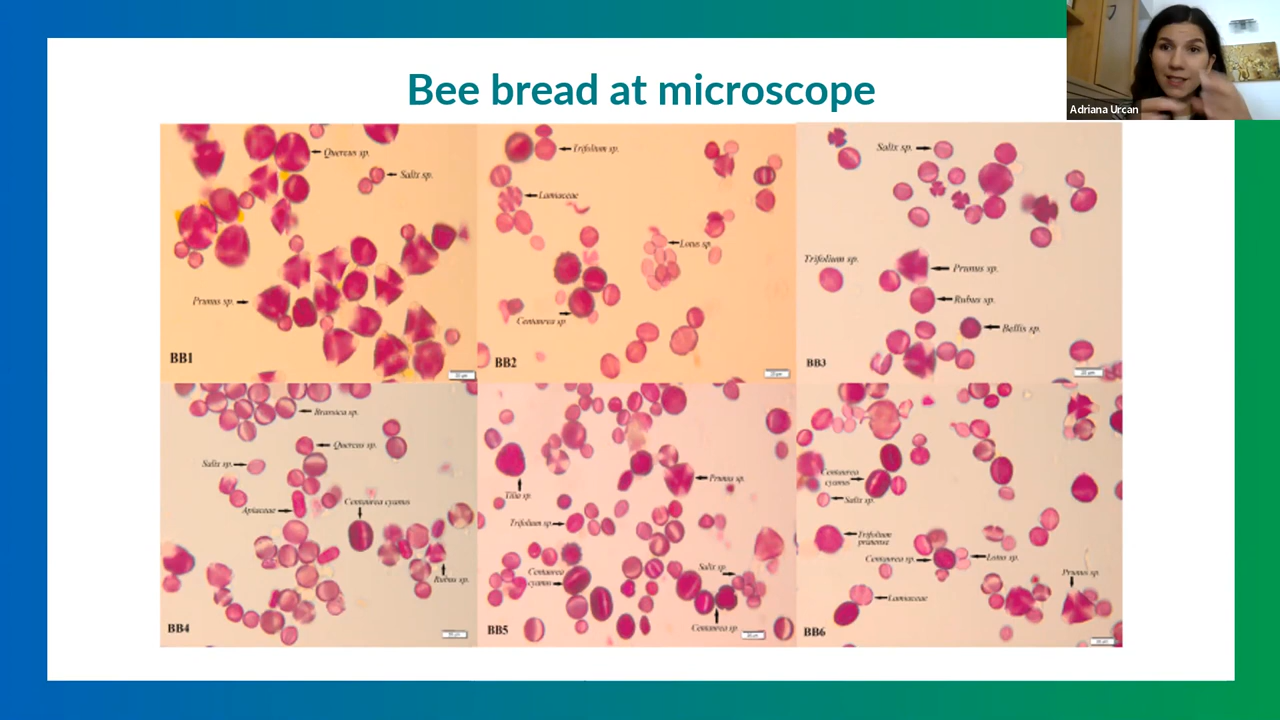 Bee bread at microscope
Adriana Urcan
Quercus sp.
Salix sp.
Prunus sp.
BB1
Trifolium sp.
Lamiaceae
Lotus sp
Centaurea sp
BB2
Salix sp.
Trifolium sp.
Prunus sp.
Rubus sp.
Bellis sp.
BB3
Brassica sp.
Quercus sp.
Salix sp.
Centaurea cyanus
Apiaceae
Rubus sp.
BB4
Prunus sp.
Tilia sp
Trifolium sp.
Centaurea
cyanus
Salix sp
Centaurea sp
BB5
Centaurea
cyanus
Salix sp.
Trifolium
pratense
Centaurea sp.
Lotus sp.
Prunus sp.
Lamiaceae
BB6